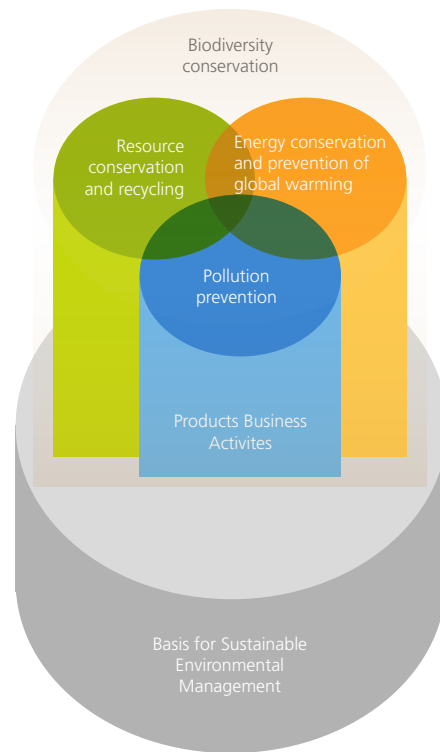 Biodiversity
conservation
Resource
conservation
and recycling
Energy conservation
and prevention of
global warming
Pollution
prevention
Products Business
Activites
Basis for Sustainable
Environmental
Management